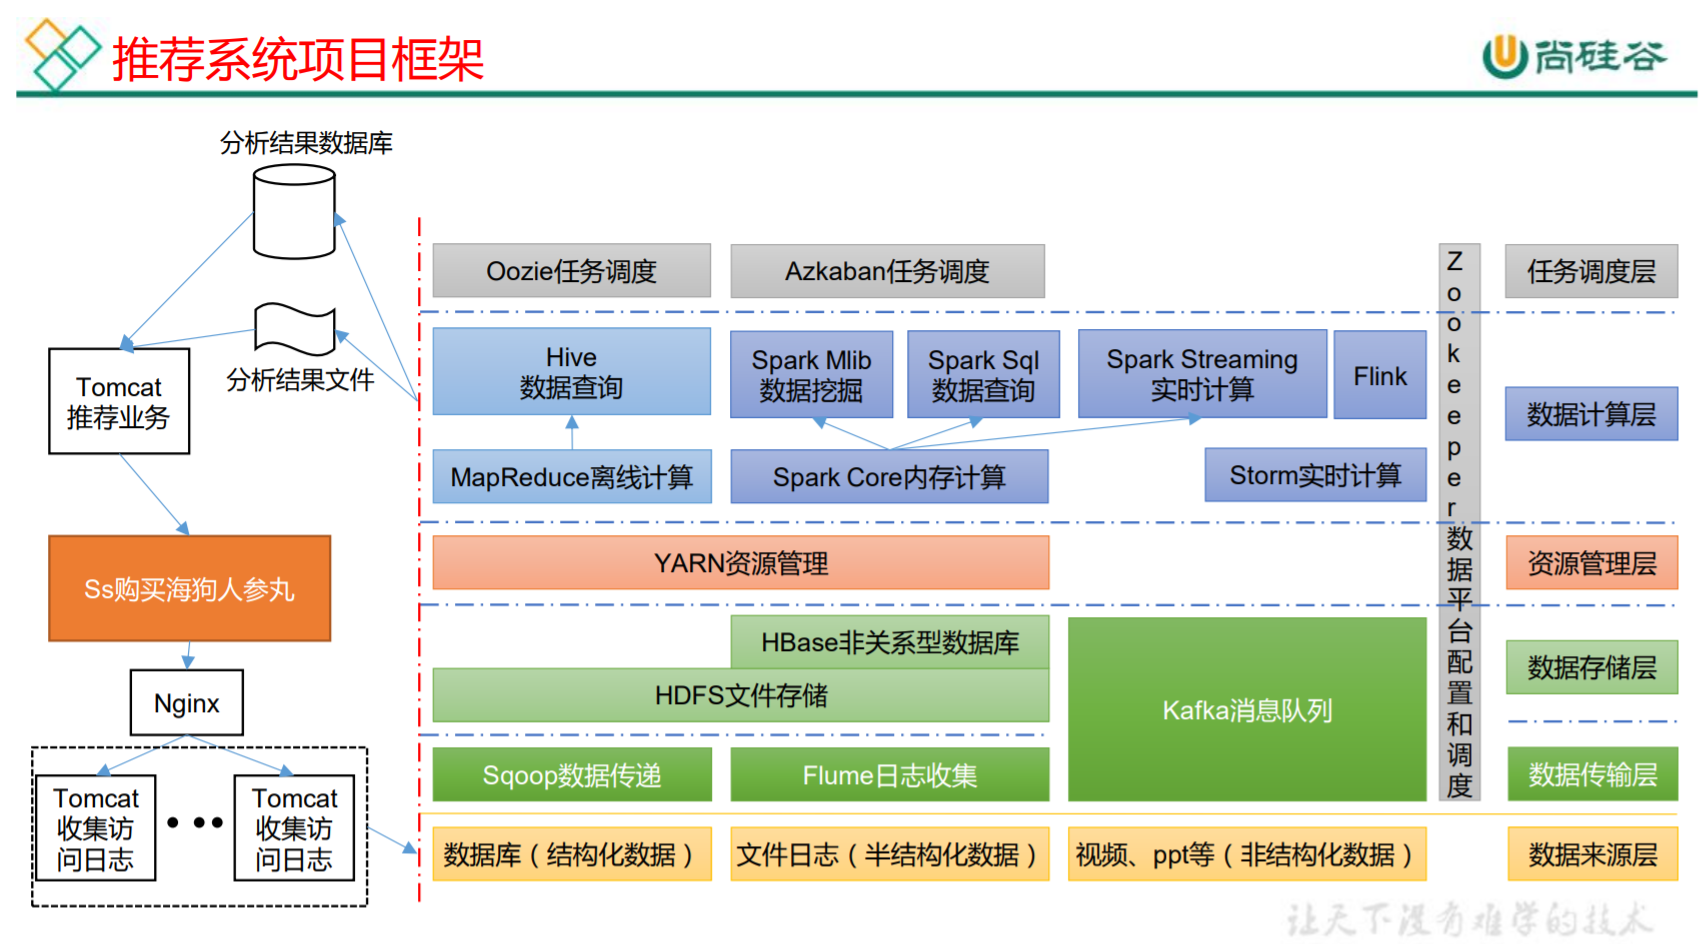 推荐系统项目框架
尚硅谷
分析结果数据库
分析结果文件
Tomcat
推荐业务
Ss购买海狗人参丸
Nginx
Tomcat
收集访
问日志
Tomcat
收集访
问日志
Oozie任务调度
Azkaban任务调度
任务调度层
Hive
数据查询
Spark Mlib
数据挖掘
Spark Sql
数据查询
Spark Streaming
实时计算
Flink
数据计算层
MapReduce离线计算
Spark Core内存计算
Storm实时计算
YARN资源管理
资源管理层
HBase非关系型数据库
HDFS文件存储
Kafka消息队列
数据存储层
Sqoop数据传递
Flume日志收集
数据传输层
数据库（结构化数据）
文件日志（半结构化数据）
视频、ppt等（非结构化数据）
数据来源层
Zookeeper数据平台配置和调度
让天下没有难学的技术